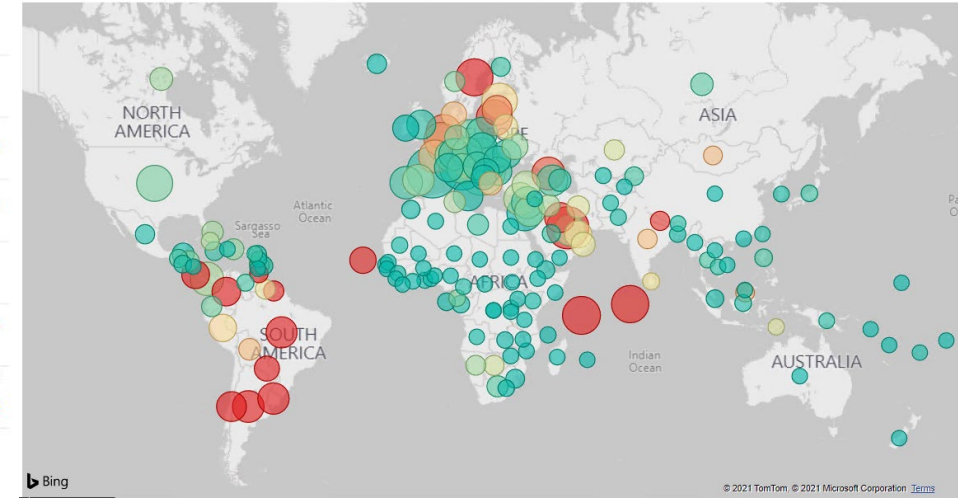 NORTH
AMERICA
ASIA
Atlantic
Ocean
Sargasso
Sea
AFRICA
SOUTH
AMERICA
Indian
Ocean
AUSTRALIA
Bing
© 2021 TomTom, © 2021 Microsoft Corporation Terms